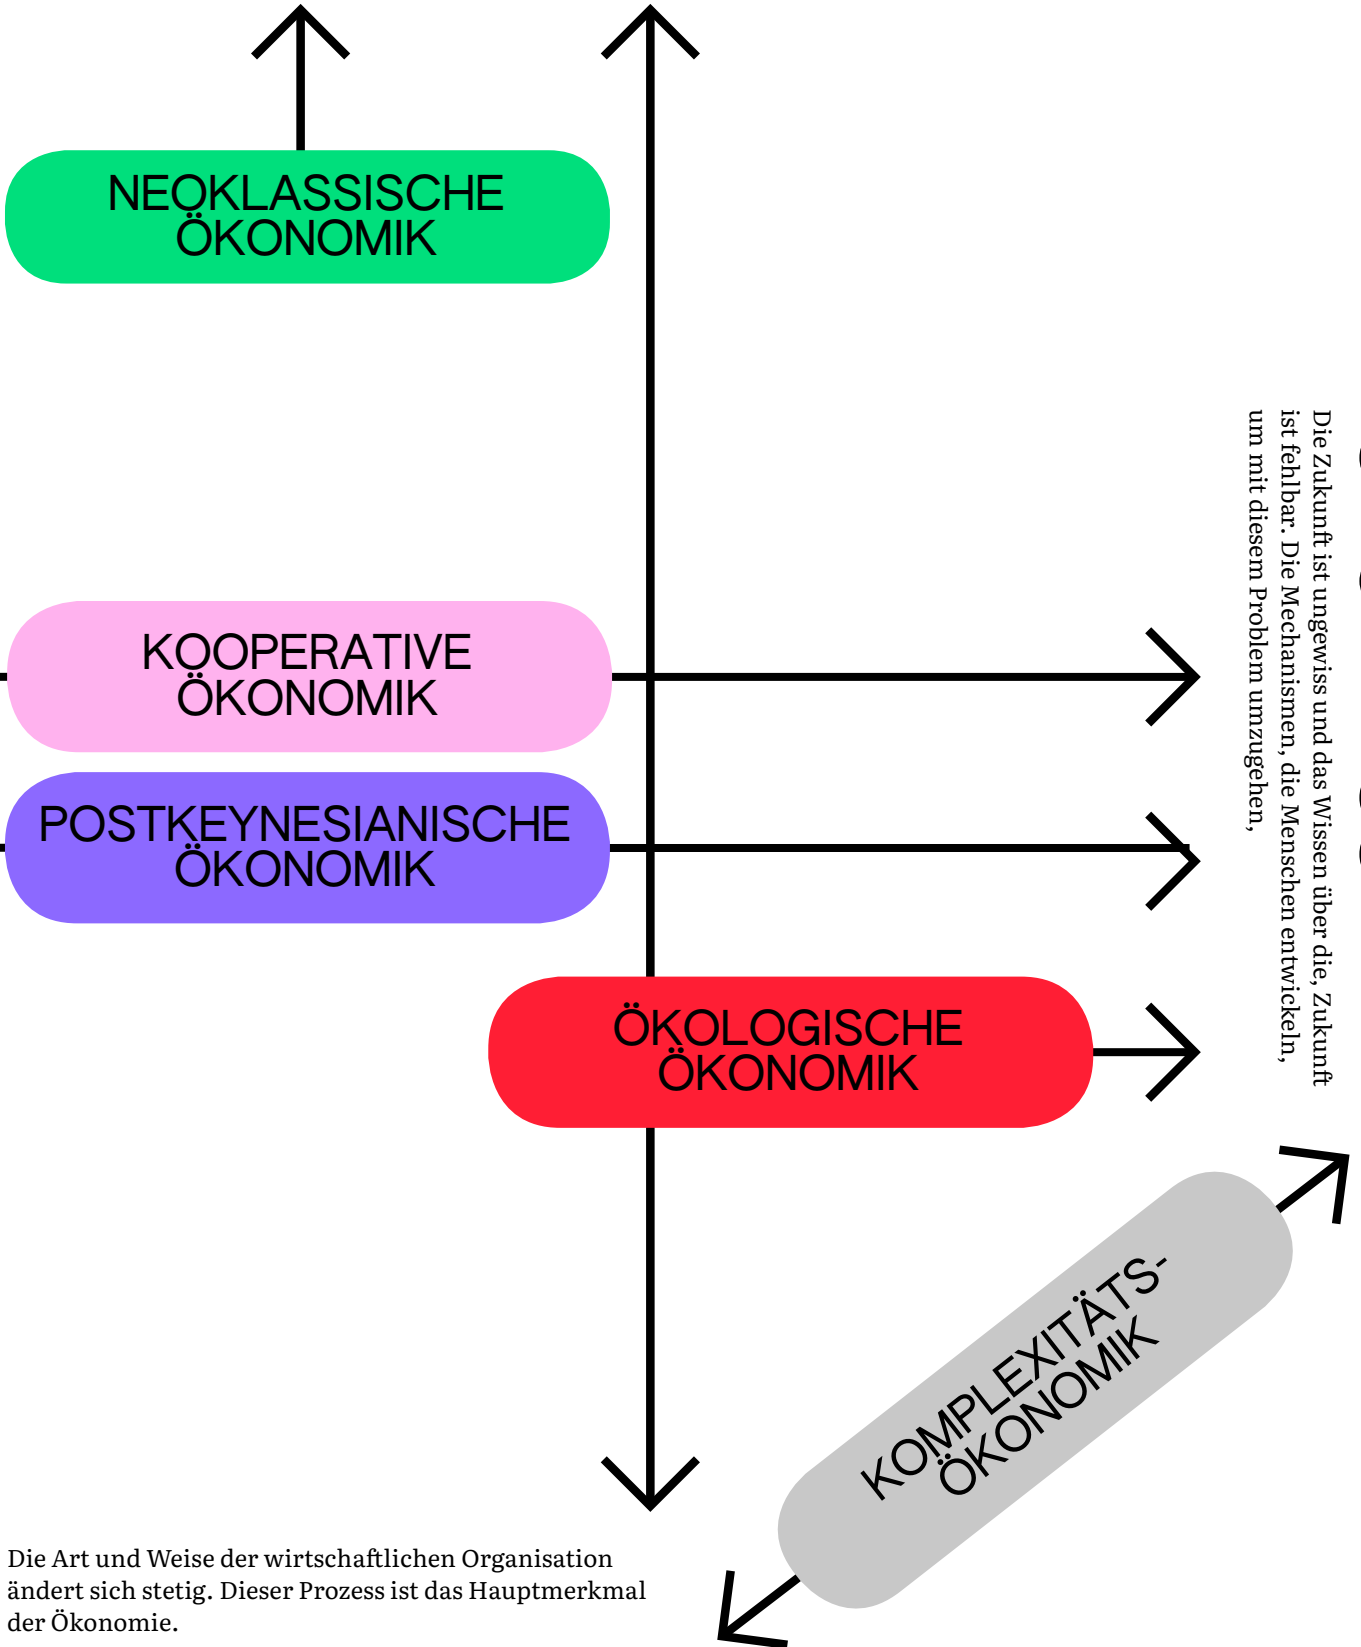 NEOKLASSISCHE
ÖKONOMIK
Die Zukunft ist ungewiss und das Wissen über die, Zukunft
ist fehlbar. Die Mechanismen, die Menschen entwickeln,
um mit diesem Problem umzugehen,
KOOPERATIVE
ÖKONOMIK
POSTKEYNESIANISCHE
ÖKONOMIK
ÖKOLOGISCHE
ÖKONOMIK
KOMPLEXITÄTS-
ÖKONOMIK
Die Art und Weise der wirtschaftlichen Organisation
ändert sich stetig. Dieser Prozess ist das Hauptmerkmal
der Ökonomie.